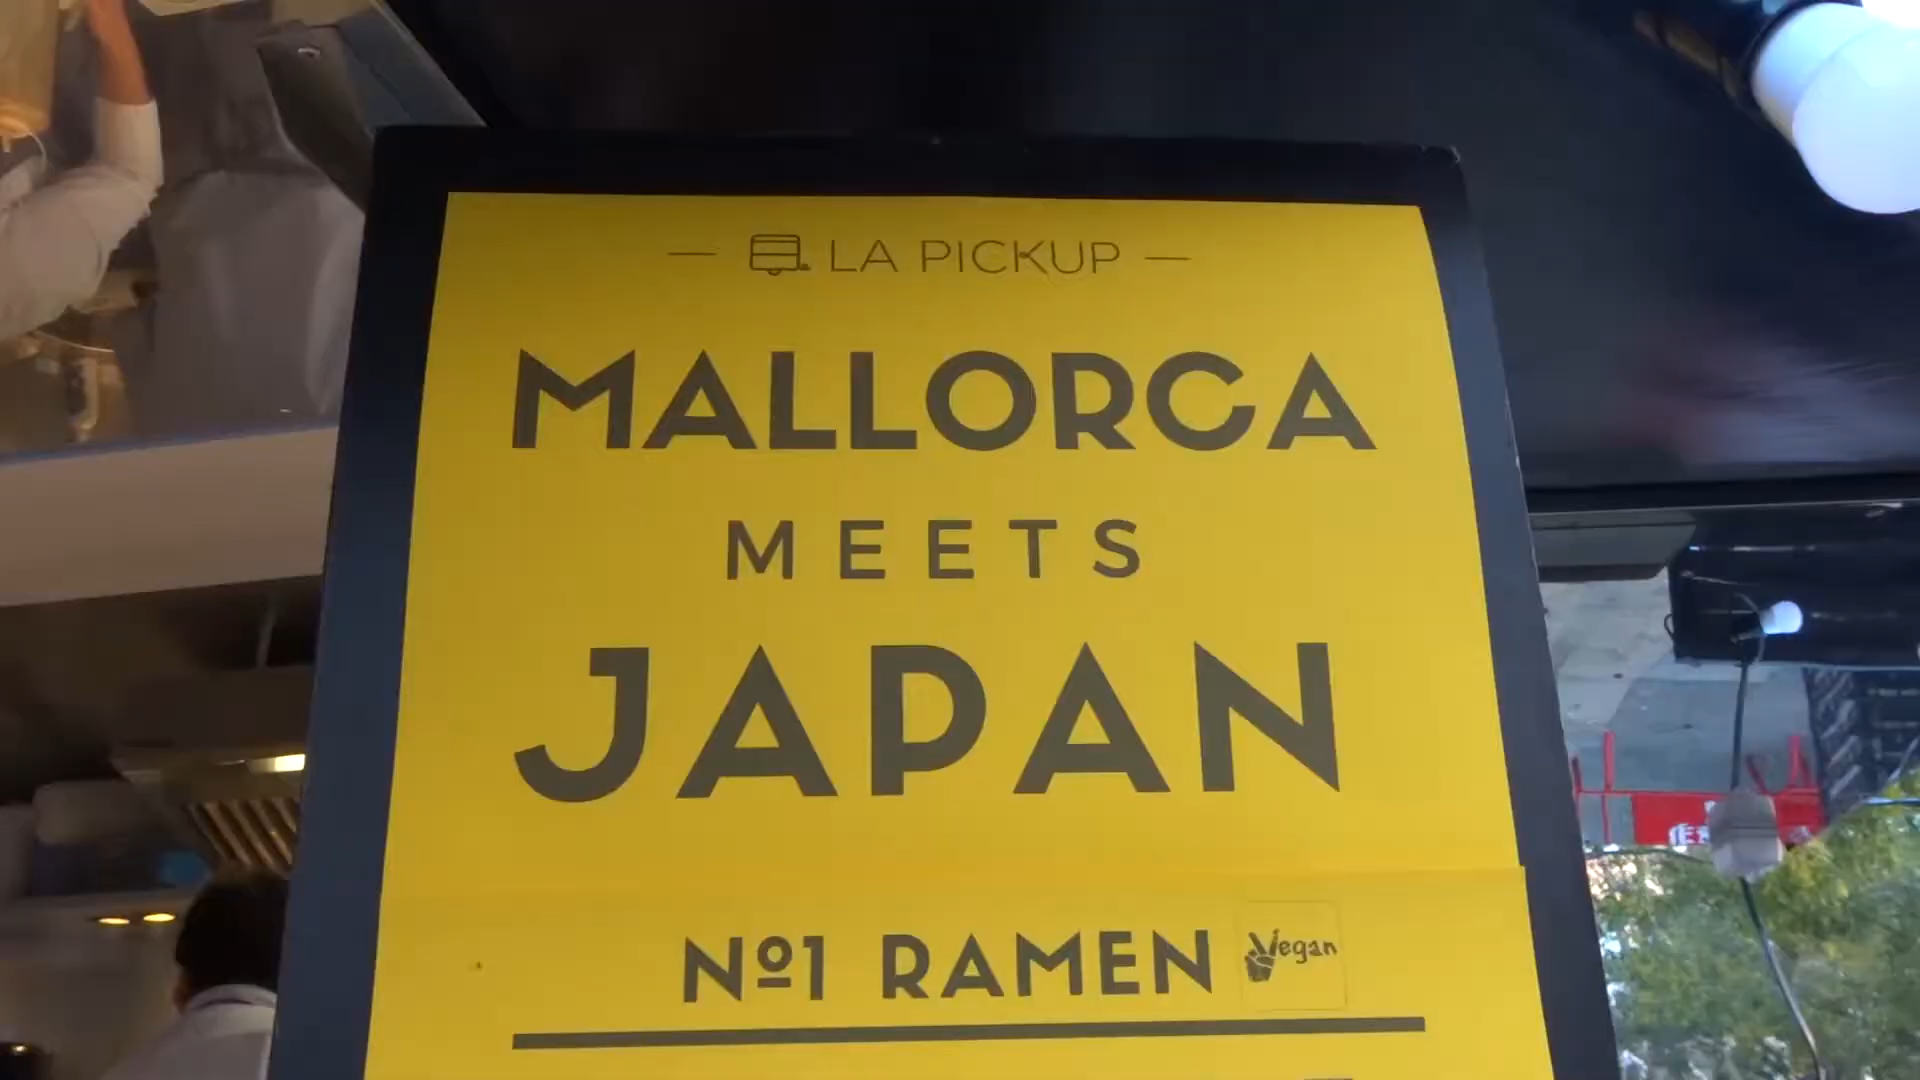 — LA PICKUP —
MALLORCA
MEETS
JAPAN
Nº1 RAMEN Vegan